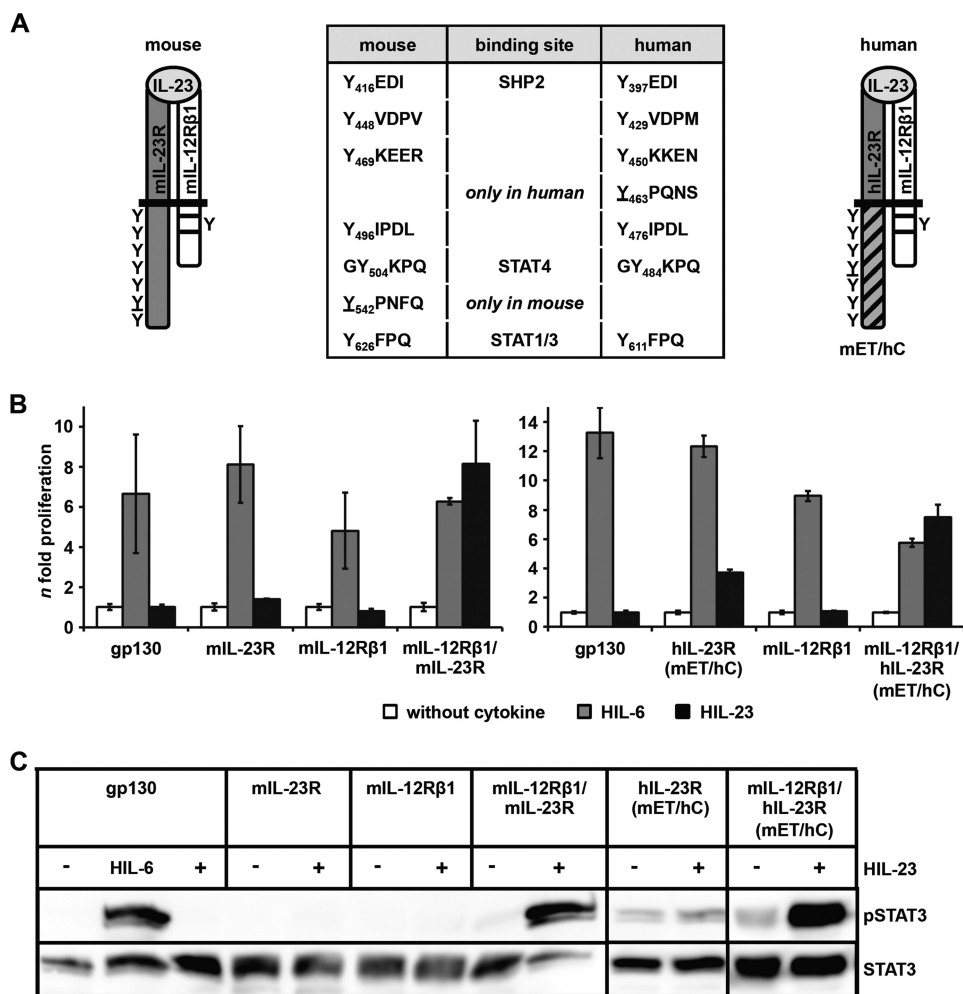 A
mouse
IL-23
mIL-23R
mIL-12Rβ1
Y
Y
Y
Y
Y
Y
Y
Y
mouse binding site human
Y416EDI SHP2 Y397EDI
Y448VDPV Y429VDPM
Y469KEER Y450KKEN
only in human Y463PQNS
Y496IPDL Y476IPDL
GY504KPQ STAT4 GY484KPQ
Y542PNFQ only in mouse
Y626FPQ STAT1/3 Y611FPQ
human
IL-23
hIL-23R
mIL-12Rβ1
Y
Y
Y
Y
Y
Y
Y
Y
mET/hC
B
n fold proliferation
10
8
6
4
2
0
gp130 mIL-23R mIL-12Rβ1 mIL-12Rβ1/
mIL-23R
14
12
10
8
6
4
2
0
gp130 hIL-23R mIL-12Rβ1 mIL-12Rβ1/
(mET/hC) hIL-23R
(mET/hC)
without cytokine HIL-6 HIL-23
C
gp130 mIL-23R mIL-12Rβ1 mIL-12Rβ1/ hIL-23R mIL-12Rβ1/
mIL-23R (mET/hC) hIL-23R
(mET/hC)
- HIL-6 + - + - + - + - + - + HIL-23
pSTAT3
STAT3